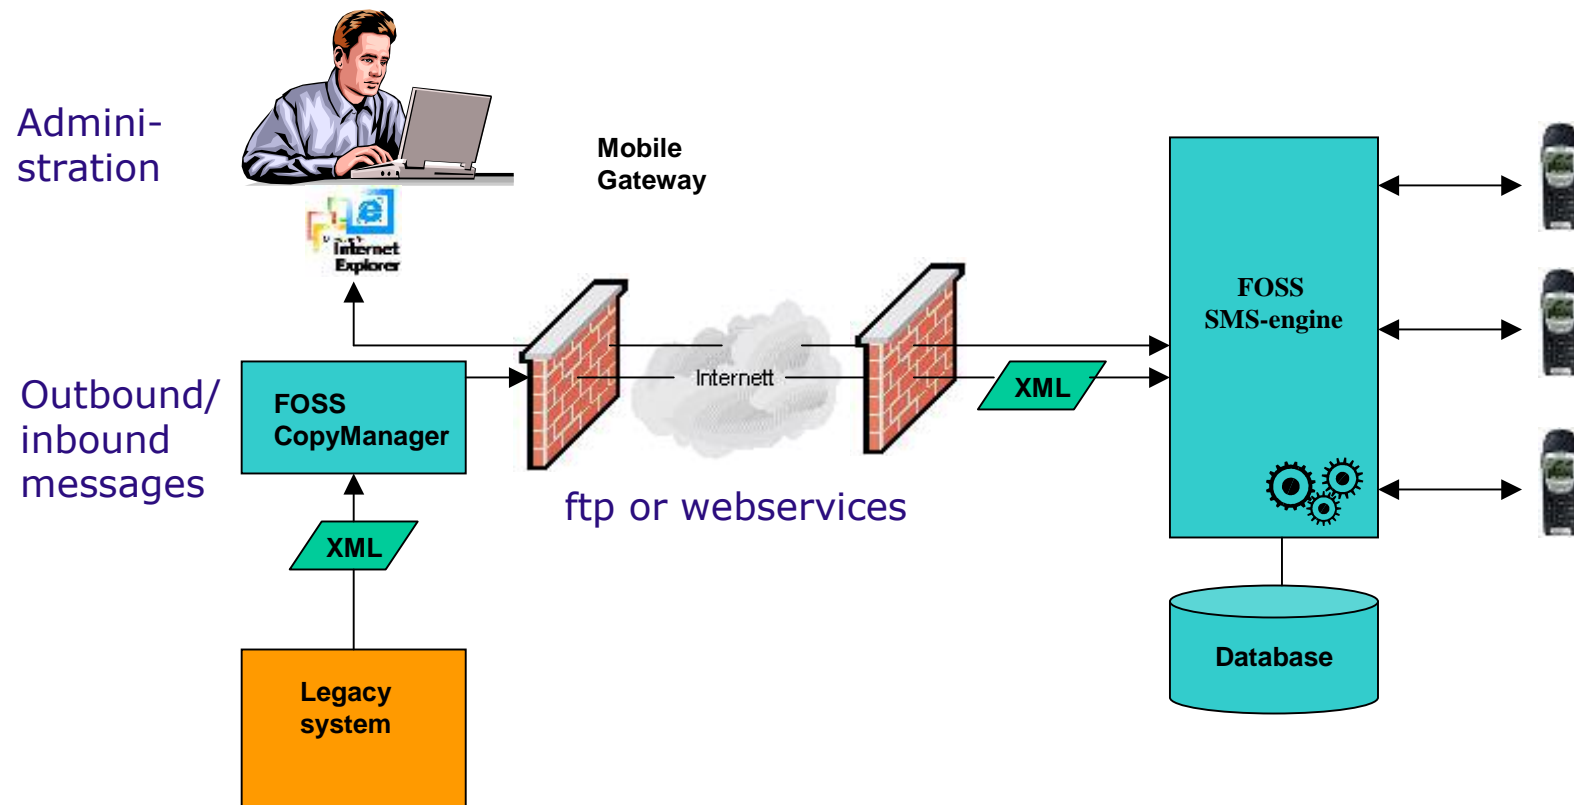 Admini-
stration
Mobile
Gateway
Internet
Explorer
Outbound/
inbound
messages
FOSS
CopyManager
Internett
XML
FOSS
SMS-engine
ftp or webservices
XML
Database
Legacy
system